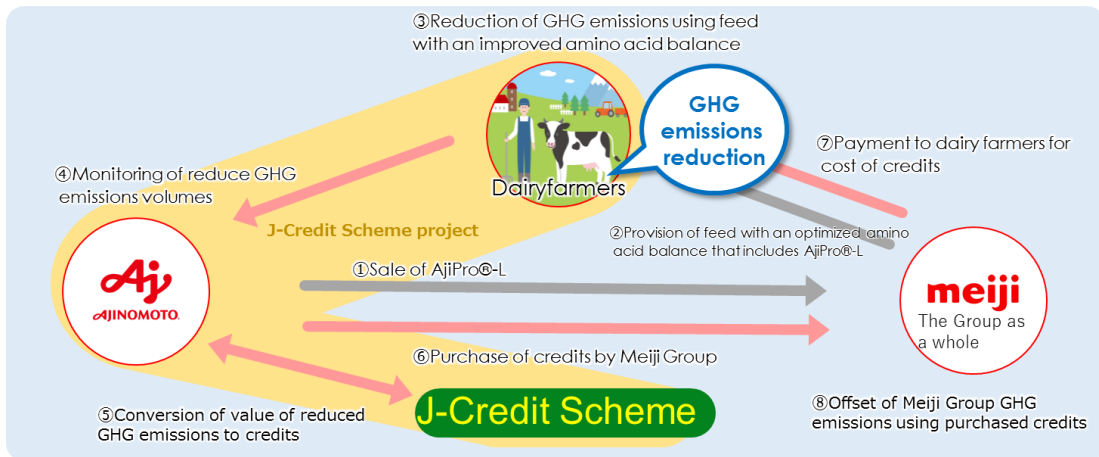 ③Reduction of GHG emissions using feed
with an improved amino acid balance
GHG
emissions
reduction
Dairyfarmers
⑦Payment to dairy farmers for
cost of credits
④Monitoring of reduce GHG
emissions volumes
J-Credit Scheme project
②Provision of feed with an optimized amino
acid balance that includes AjiPro®-L
①Sale of AjiPro®-L
Aj
AJINOMOTO.
meiji
The Group as
a whole
⑥Purchase of credits by Meiji Group
J-Credit Scheme
⑤Conversion of value of reduced
GHG emissions to credits
⑧Offset of Meiji Group GHG
emissions using purchased credits